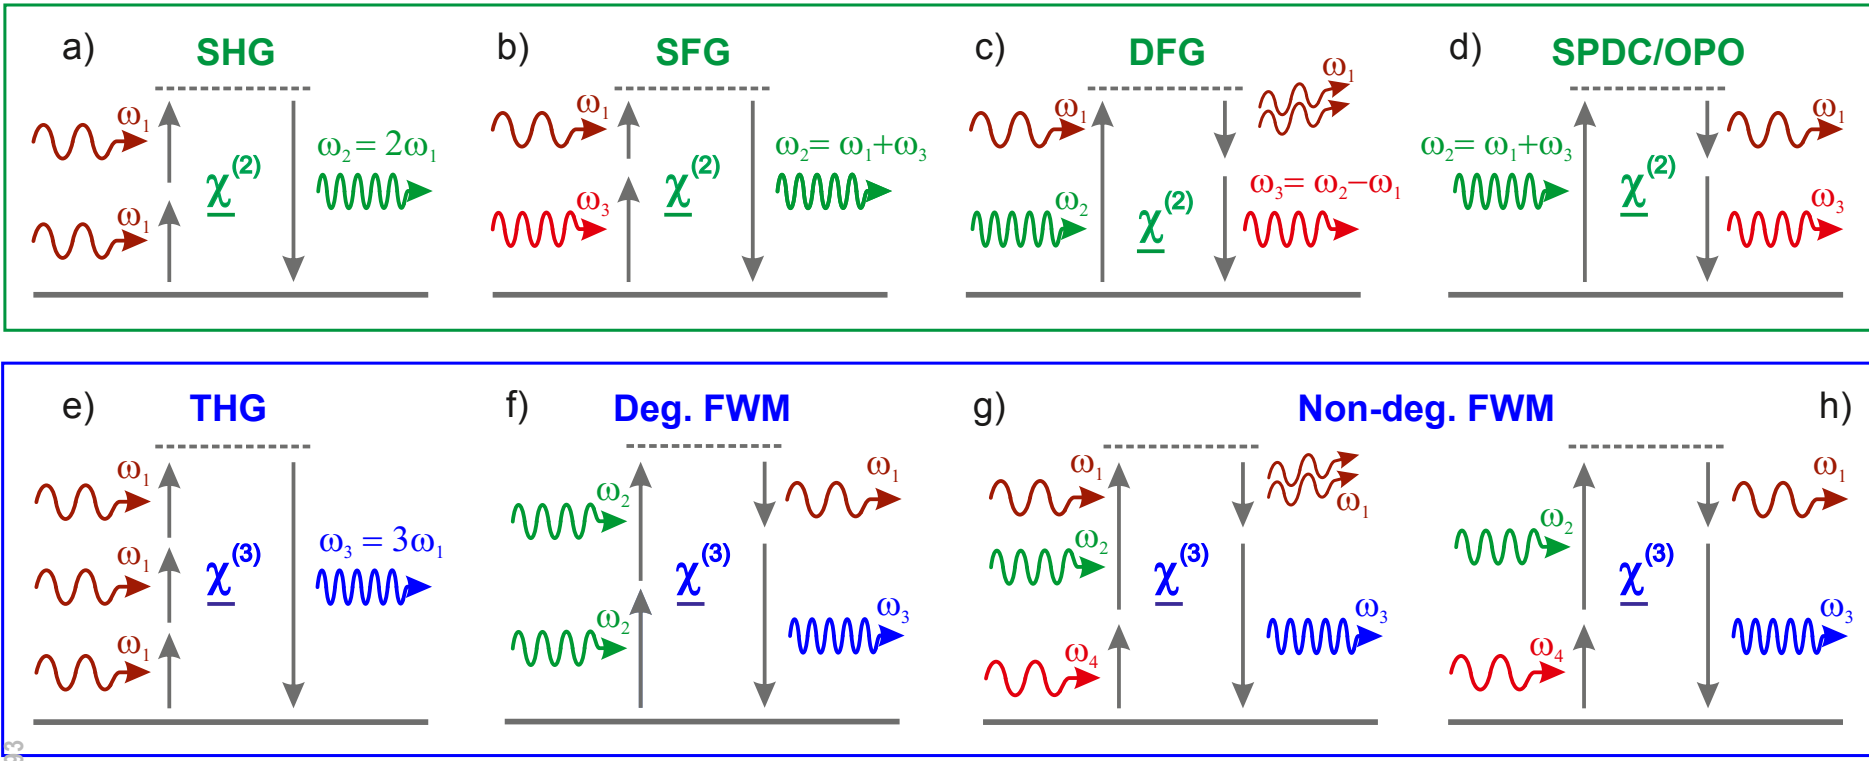 a) SHG
ω₁
ω₁
χ⁽²⁾
ω₂ = 2ω₁
b) SFG
ω₁
ω₃
χ⁽²⁾
ω₂= ω₁+ω₃
c) DFG
ω₁
ω₂
χ⁽²⁾
ω₁
ω₃= ω₂−ω₁
d) SPDC/OPO
ω₂= ω₁+ω₃
χ⁽²⁾
ω₁
ω₃
e) THG
ω₁
ω₁
ω₁
χ⁽³⁾
ω₃ = 3ω₁
f) Deg. FWM
ω₂
ω₂
χ⁽³⁾
ω₁
ω₃
g) Non-deg. FWM h)
ω₁
ω₂
ω₄
χ⁽³⁾
ω₁
ω₃
ω₂
ω₄
χ⁽³⁾
ω₁
ω₃